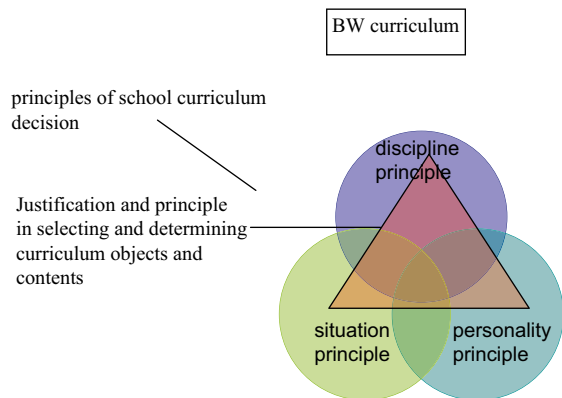 BW curriculum
principles of school curriculum
decision
discipline
principle
Justification and principle
in selecting and determining
curriculum objects and
contents
situation
principle
personality
principle